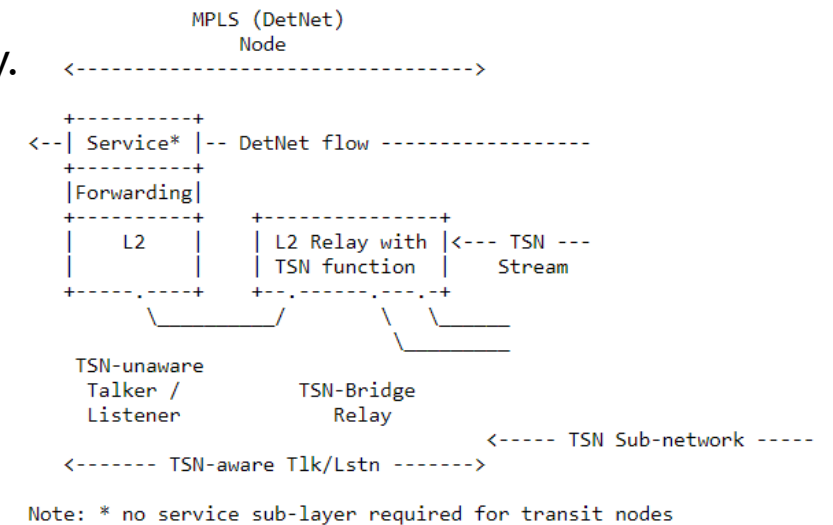 MPLS (DetNet)
Node
y.
<---------------------------------->
+----------+
<--| Service* |-- DetNet flow ------------------
+----------+
|Forwarding|
+----------+    +---------------+
|    L2    |    | L2 Relay with |<--- TSN ---
|          |    | TSN function  |    Stream
+-----.----+    +--.------.---.-+
\__________/        \   \______
\_________
TSN-unaware
Talker /          TSN-Bridge
Listener             Relay
<----- TSN Sub-network -----
<------- TSN-aware Tlk/Lstn ------->
Note: * no service sub-layer required for transit nodes